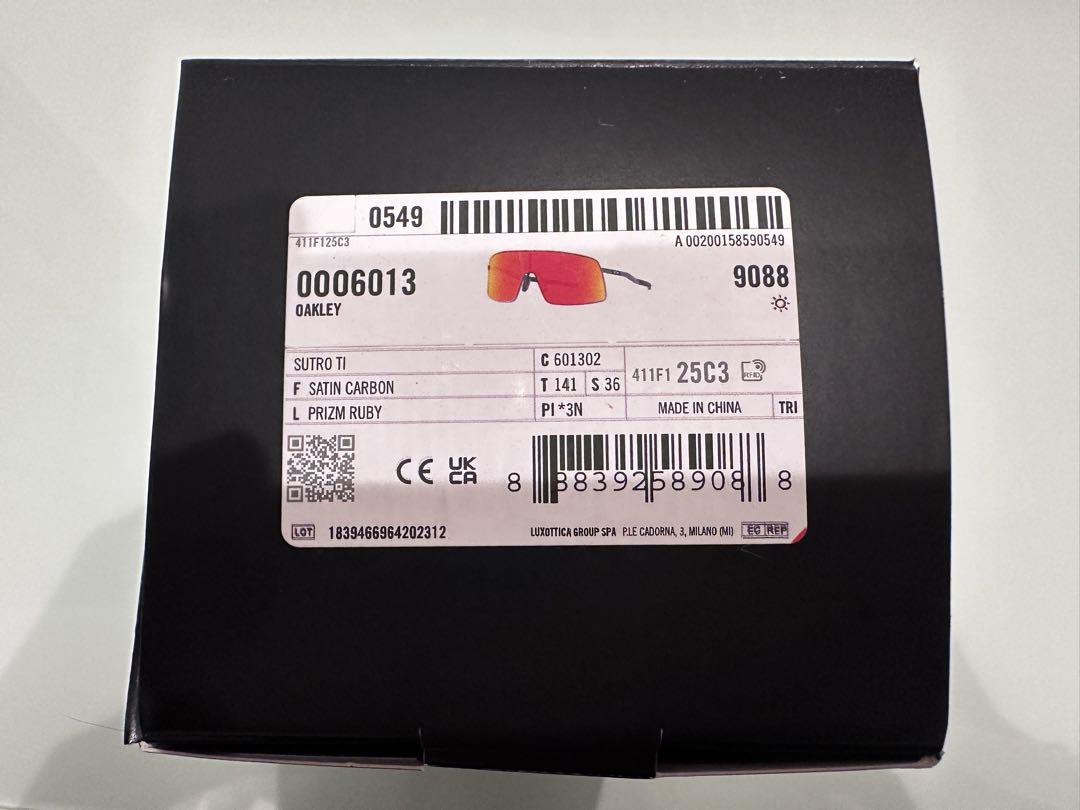 0549
411F125C3
A 00200158590549
0006013
9088
OAKLEY
SUTRO TI
C 601302
F SATIN CARBON
T 141 S 36
411F1 25C3
RFID
L PRIZM RUBY
PI *3N
MADE IN CHINA
TRI
CE UK CA
8 883925 8908 8
LOT 1839466964202312
LUXOTTICA GROUP SPA P.LE CADORNA, 3, MILANO (MI) EC REP